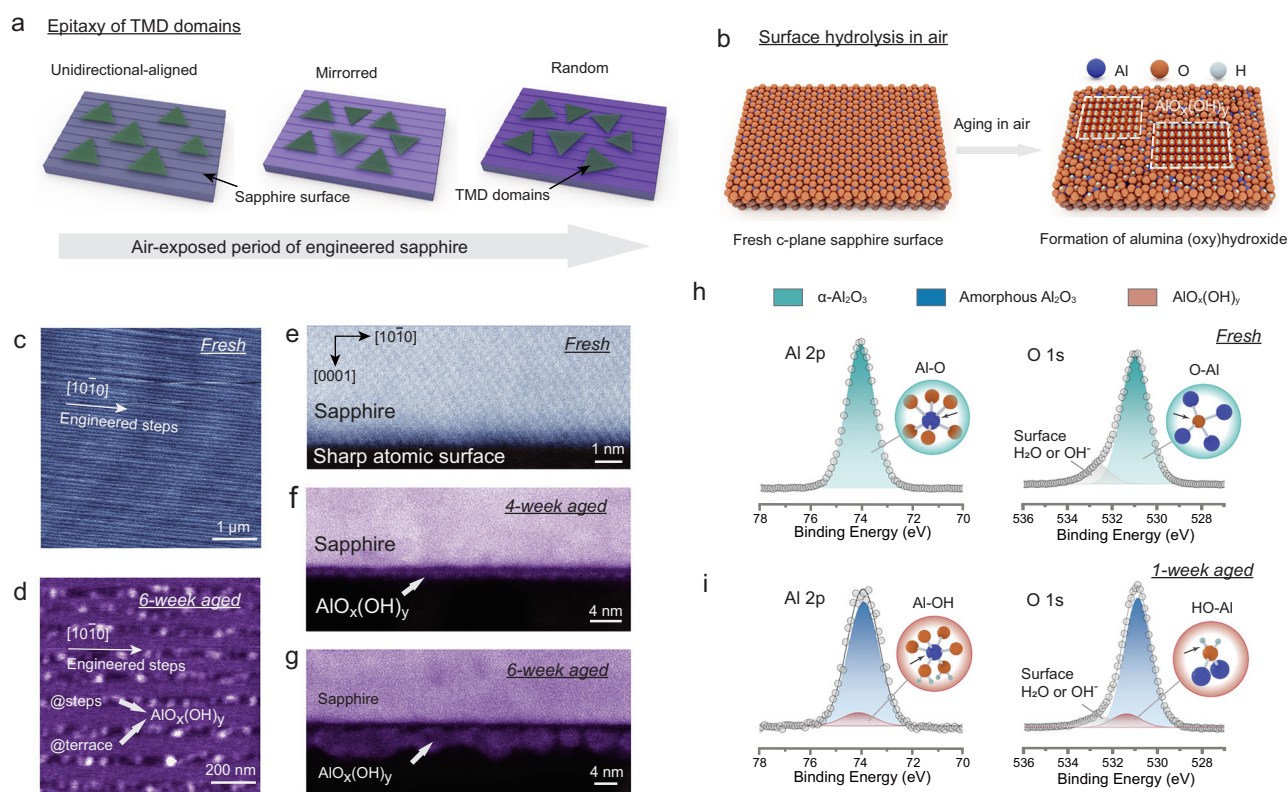 a
Epitaxy of TMD domains
Unidirectional-aligned
Mirrorred
Random
Sapphire surface
TMD domains
Air-exposed period of engineered sapphire
b
Surface hydrolysis in air
Al
O
H
AlOₓ(OH)ᵧ
Aging in air
Fresh c-plane sapphire surface
Formation of alumina (oxy)hydroxide
c
Fresh
[101̄0]
Engineered steps
1 µm
d
6-week aged
[101̄0]
Engineered steps
@steps
AlOₓ(OH)ᵧ
@terrace
200 nm
e
[101̄0]
Fresh
[0001]
Sapphire
Sharp atomic surface
1 nm
f
4-week aged
Sapphire
AlOₓ(OH)ᵧ
4 nm
g
6-week aged
Sapphire
AlOₓ(OH)ᵧ
4 nm
h
α-Al₂O₃
Amorphous Al₂O₃
AlOₓ(OH)ᵧ
Fresh
Al 2p
Al-O
78 76 74 72 70
Binding Energy (eV)
O 1s
O-Al
Surface
H₂O or OH⁻
536 534 532 530 528
Binding Energy (eV)
i
1-week aged
Al 2p
Al-OH
78 76 74 72 70
Binding Energy (eV)
O 1s
HO-Al
Surface
H₂O or OH⁻
536 534 532 530 528
Binding Energy (eV)